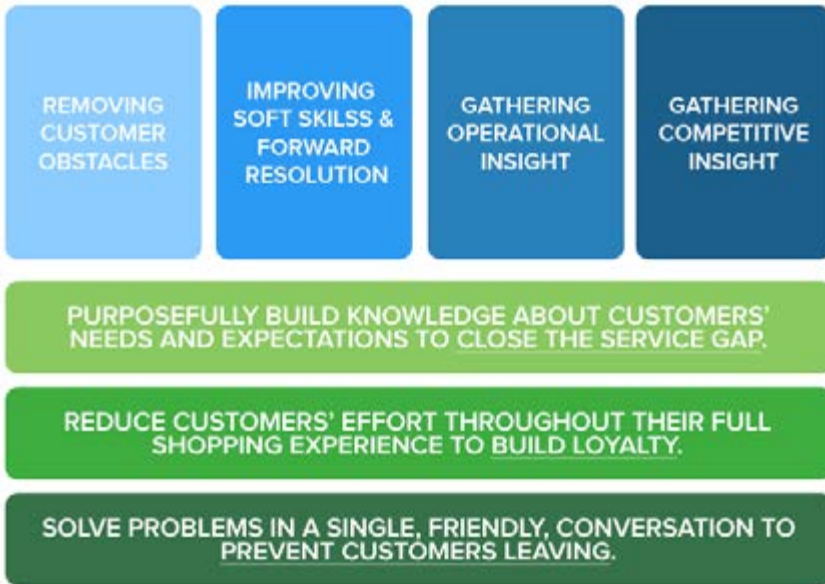 REMOVING
CUSTOMER
OBSTACLES
IMPROVING
SOFT SKILSS &
FORWARD
RESOLUTION
GATHERING
OPERATIONAL
INSIGHT
GATHERING
COMPETITIVE
INSIGHT
PURPOSEFULLY BUILD KNOWLEDGE ABOUT CUSTOMERS'
NEEDS AND EXPECTATIONS TO CLOSE THE SERVICE GAP.
REDUCE CUSTOMERS' EFFORT THROUGHOUT THEIR FULL
SHOPPING EXPERIENCE TO BUILD LOYALTY.
SOLVE PROBLEMS IN A SINGLE, FRIENDLY, CONVERSATION TO
PREVENT CUSTOMERS LEAVING.